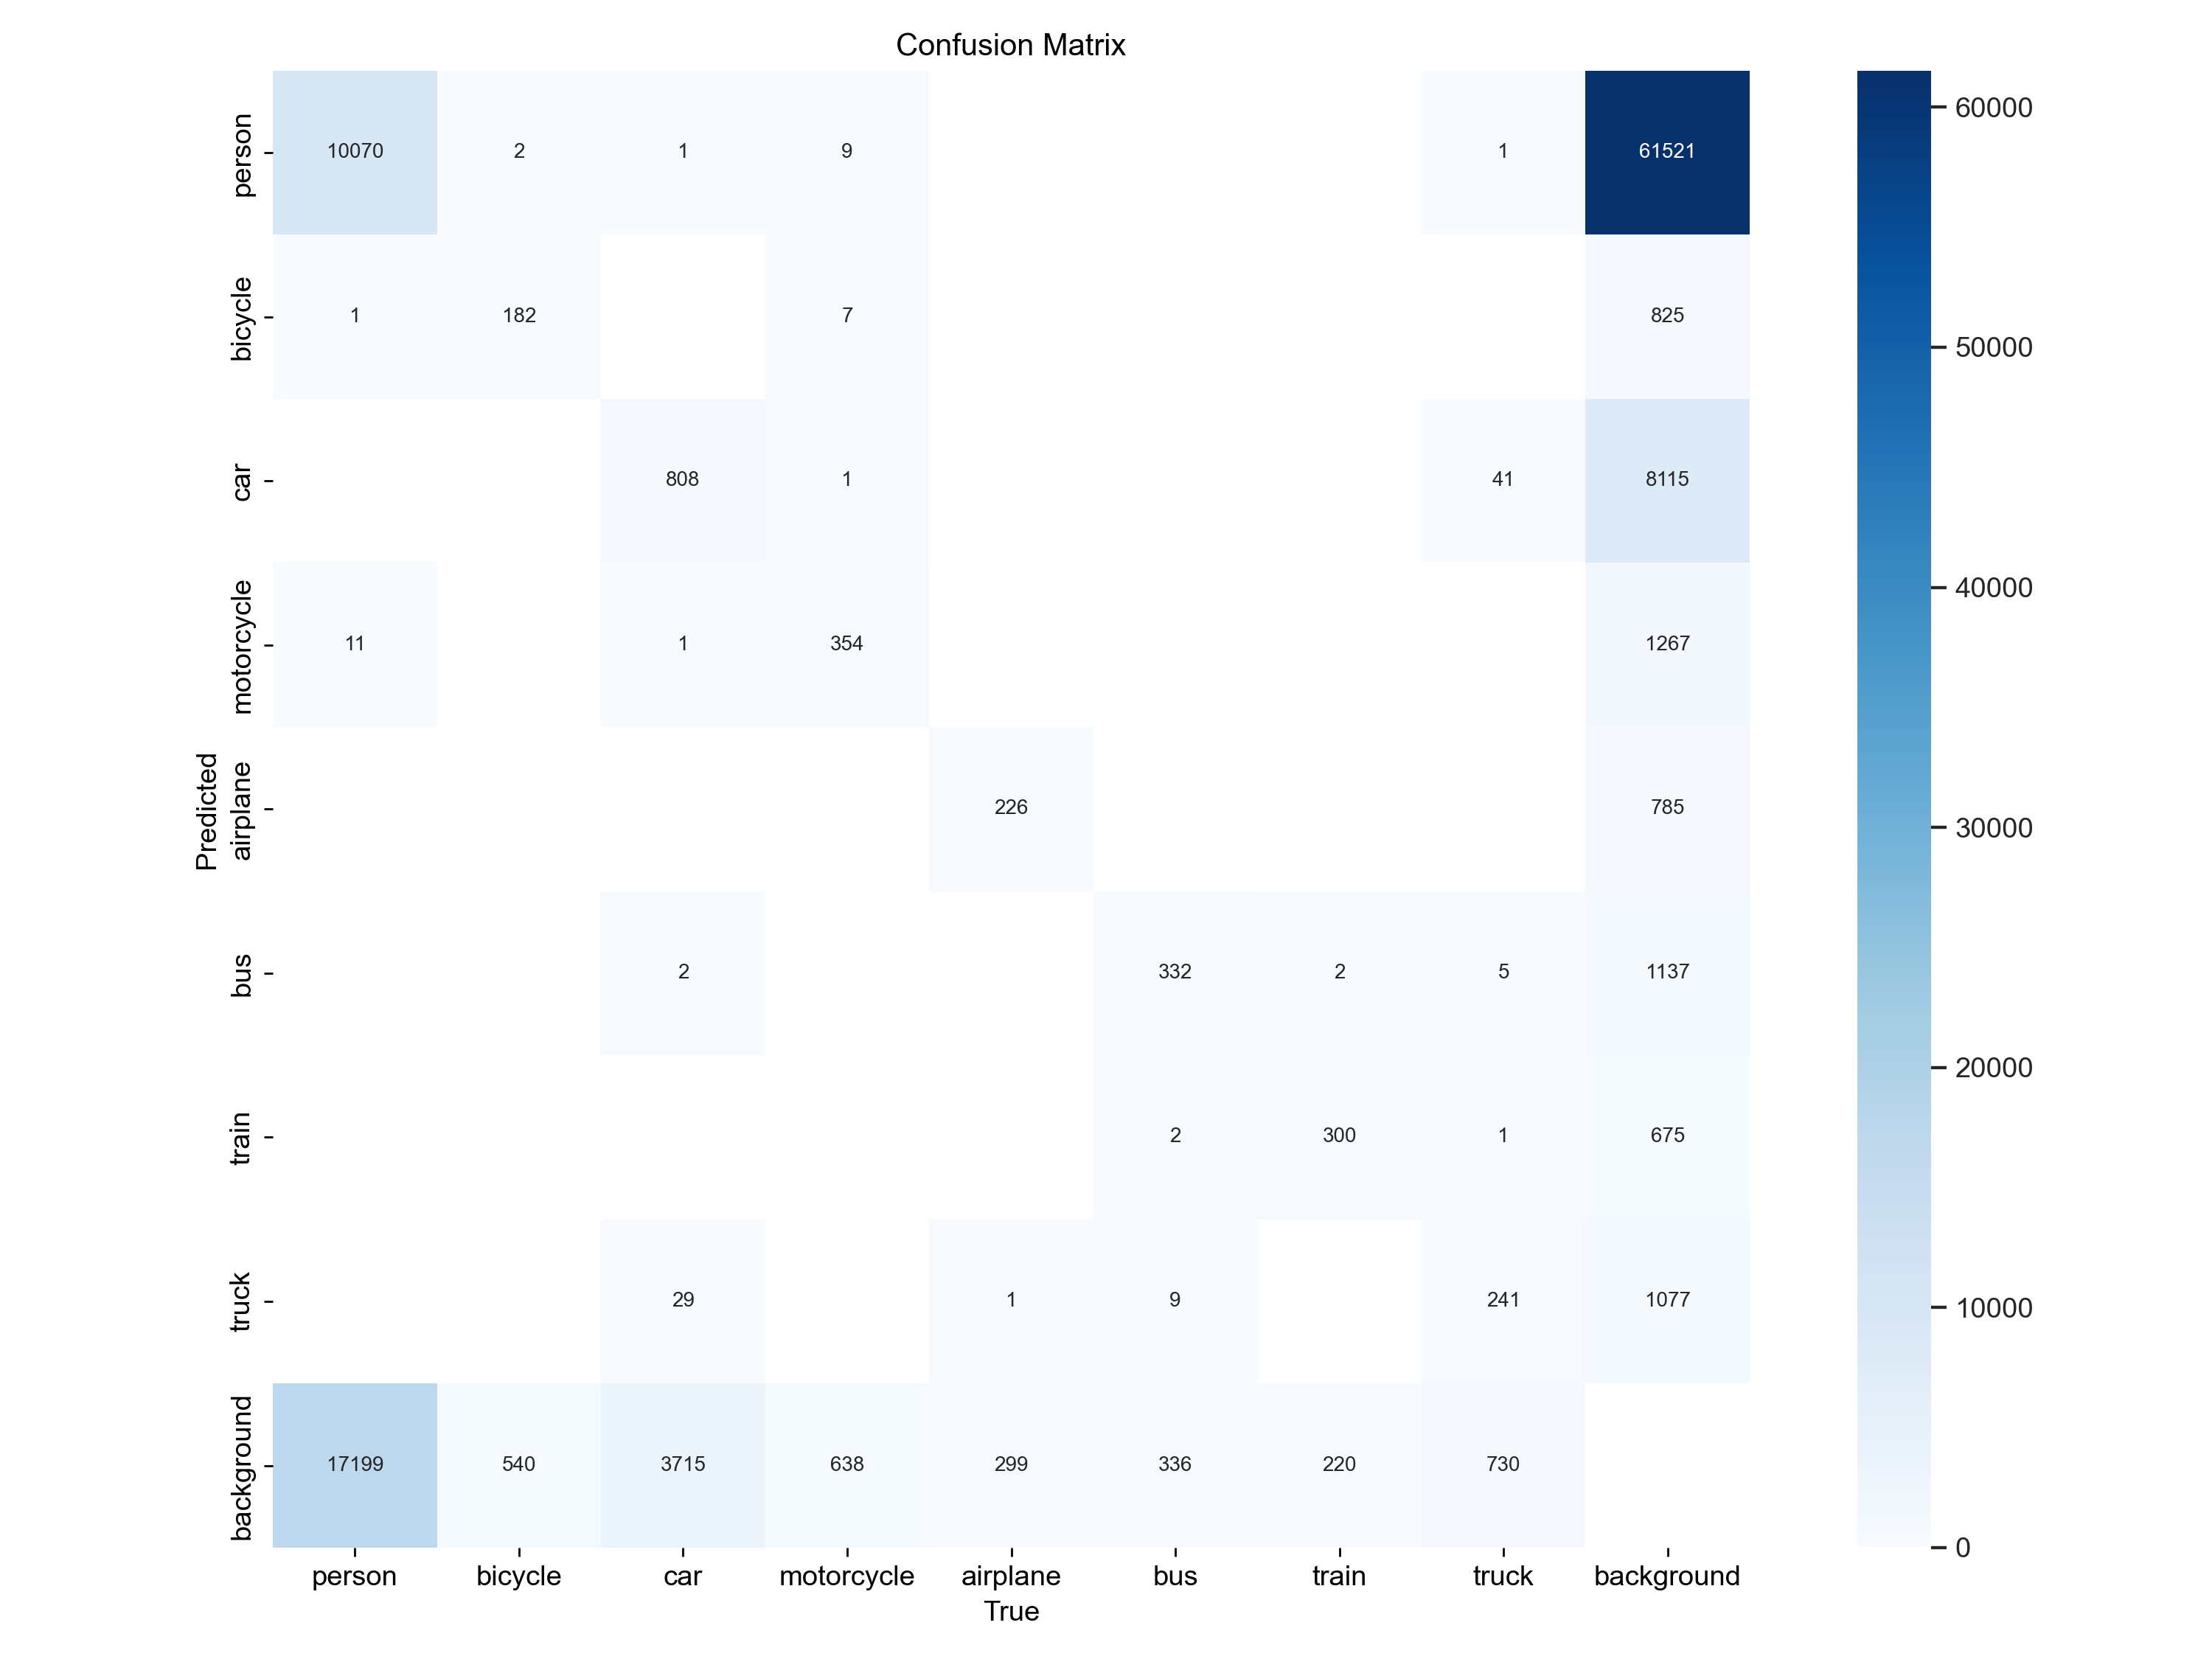 Confusion Matrix
person 10070 2 1 9 1 61521
bicycle 1 182 7 825
car 808 1 41 8115
motorcycle 11 1 354 1267
airplane 226 785
bus 2 332 2 5 1137
train 2 300 1 675
truck 29 1 9 241 1077
background 17199 540 3715 638 299 336 220 730
person bicycle car motorcycle airplane bus train truck background
True
Predicted
60000
50000
40000
30000
20000
10000
0